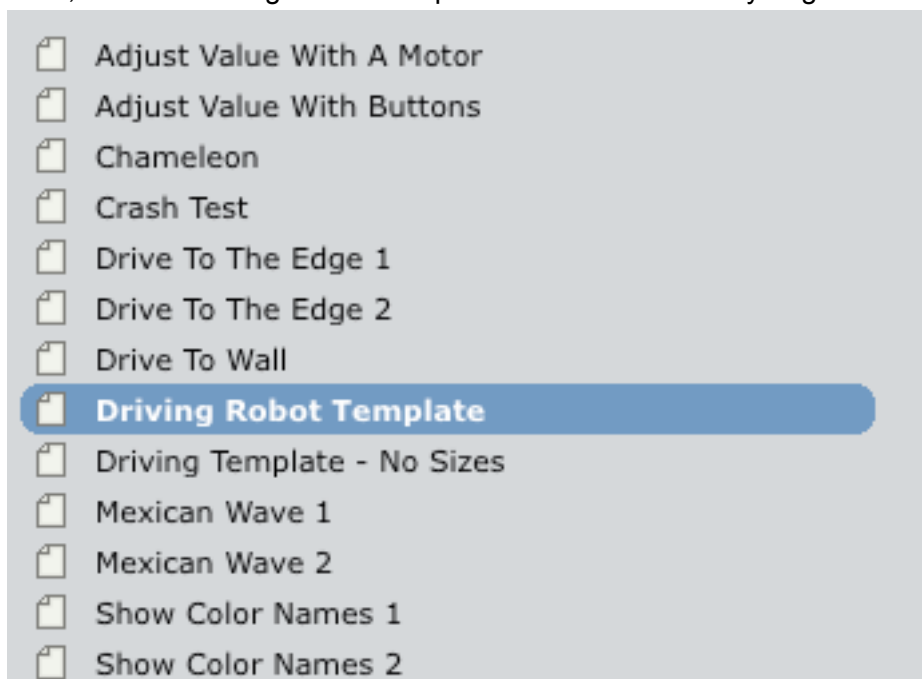 Adjust Value With A Motor
Adjust Value With Buttons
Chameleon
Crash Test
Drive To The Edge 1
Drive To The Edge 2
Drive To Wall
Driving Robot Template
Driving Template - No Sizes
Mexican Wave 1
Mexican Wave 2
Show Color Names 1
Show Color Names 2